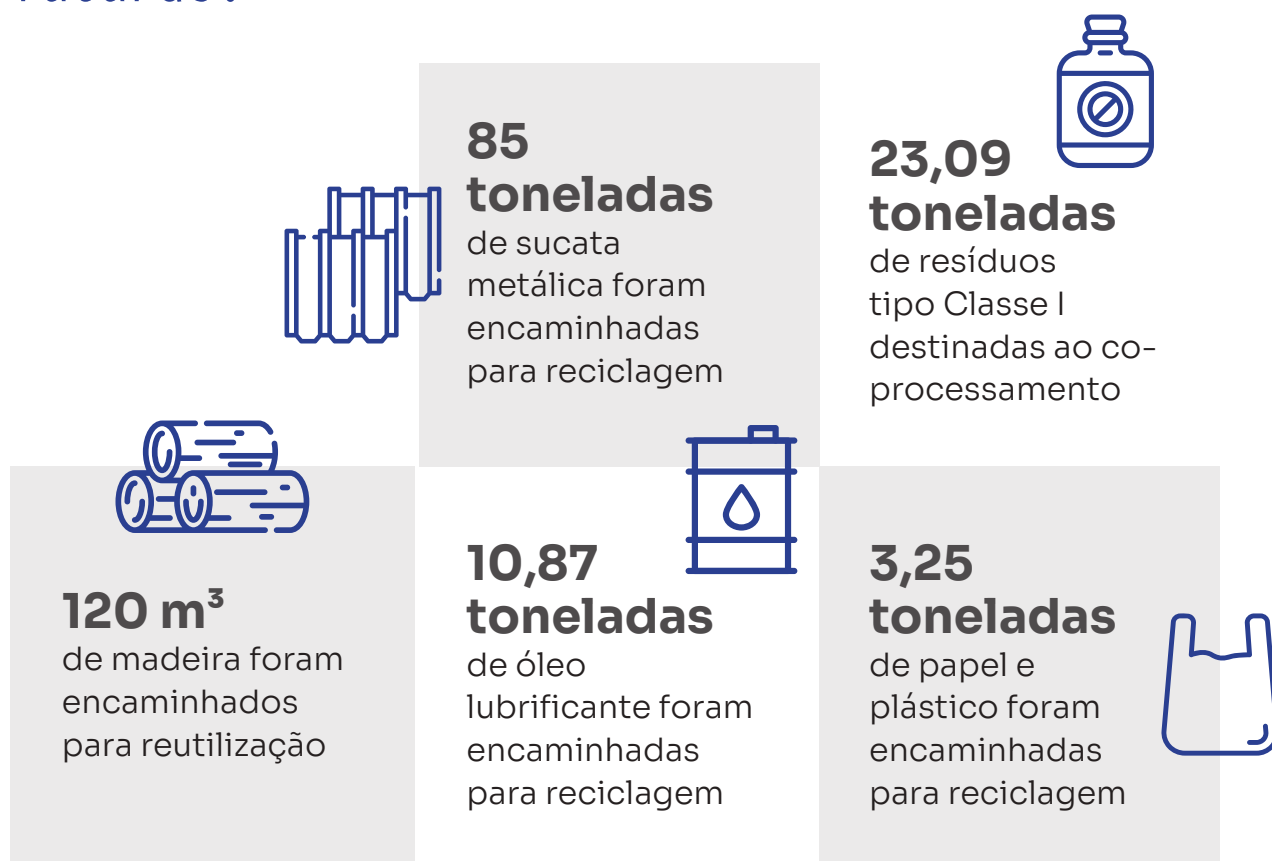 85
toneladas
de sucata
metálica foram
encaminhadas
para reciclagem
23,09
toneladas
de resíduos
tipo Classe I
destinadas ao co-
processamento
120 m³
de madeira foram
encaminhados
para reutilização
10,87
toneladas
de óleo
lubrificante foram
encaminhadas
para reciclagem
3,25
toneladas
de papel e
plástico foram
encaminhadas
para reciclagem